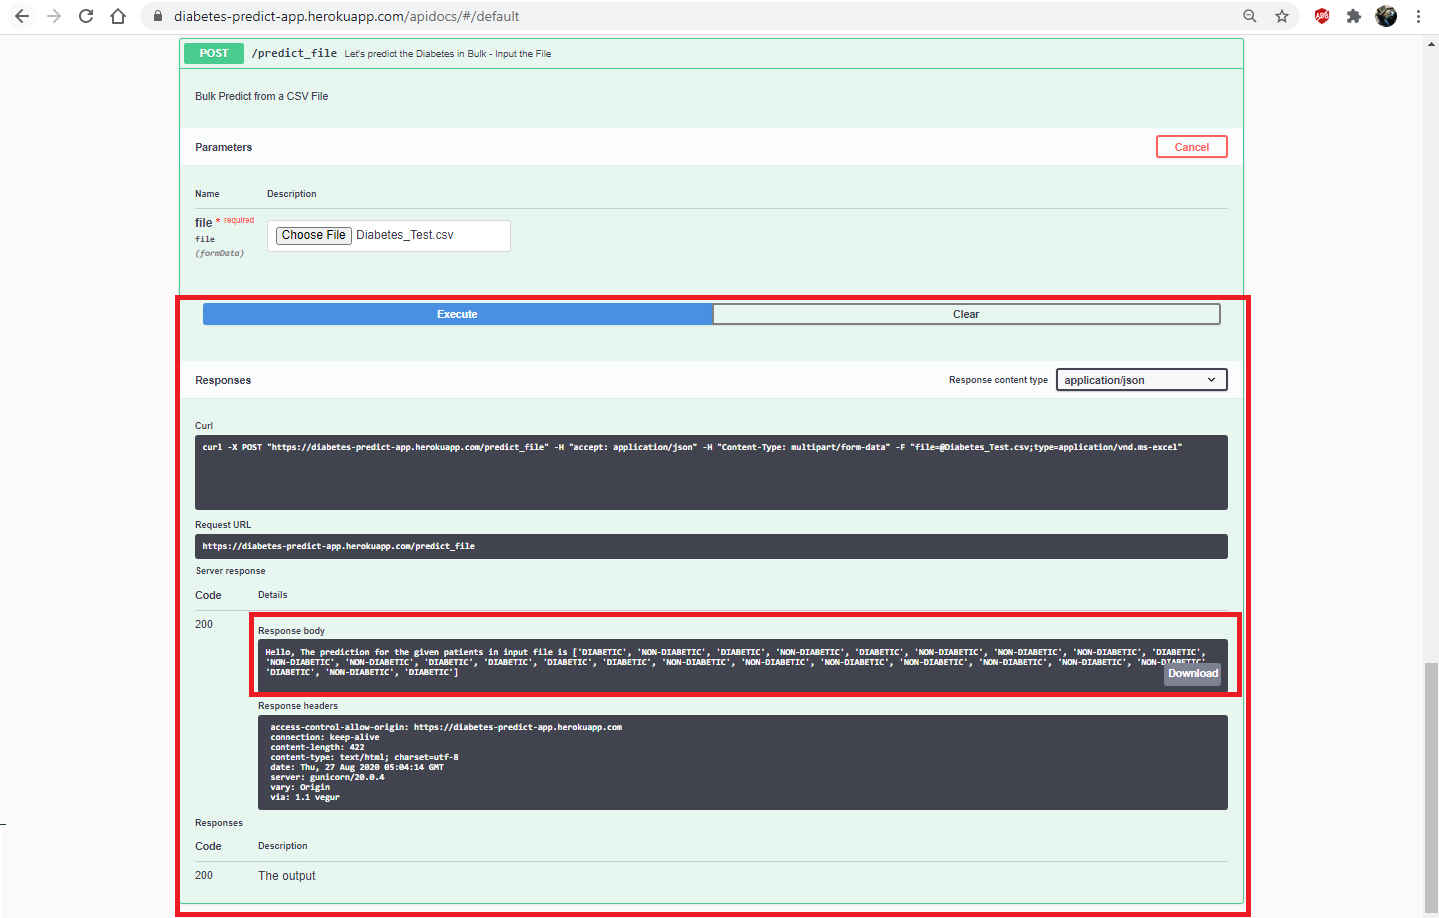 diabetes-predict-app.herokuapp.com/apidocs/#/default
POST /predict_file Let's predict the Diabetes in Bulk - Input the File
Bulk Predict from a CSV File
Parameters
Cancel
Name Description
file * required
file
(formData)
Choose File Diabetes_Test.csv
Execute Clear
Responses Response content type application/json
Curl
curl -X POST "https://diabetes-predict-app.herokuapp.com/predict_file" -H "accept: application/json" -H "Content-Type: multipart/form-data" -F "file=@Diabetes_Test.csv;type=application/vnd.ms-excel"
Request URL
https://diabetes-predict-app.herokuapp.com/predict_file
Server response
Code Details
200
Response body
Hello, The prediction for the given patients in input file is ['DIABETIC', 'NON-DIABETIC', 'DIABETIC', 'NON-DIABETIC', 'DIABETIC', 'NON-DIABETIC', 'NON-DIABETIC', 'NON-DIABETIC', 'DIABETIC',
'NON-DIABETIC', 'NON-DIABETIC', 'DIABETIC', 'DIABETIC', 'DIABETIC', 'DIABETIC', 'NON-DIABETIC', 'NON-DIABETIC', 'NON-DIABETIC', 'NON-DIABETIC', 'NON-DIABETIC', 'NON-DIABETIC', 'NON-DIABETIC',
'DIABETIC', 'NON-DIABETIC', 'DIABETIC']
Download
Response headers
access-control-allow-origin: https://diabetes-predict-app.herokuapp.com
connection: keep-alive
content-length: 422
content-type: text/html; charset=utf-8
date: Thu, 27 Aug 2020 05:04:14 GMT
server: gunicorn/20.0.4
vary: Origin
via: 1.1 vegur
Responses
Code Description
200 The output